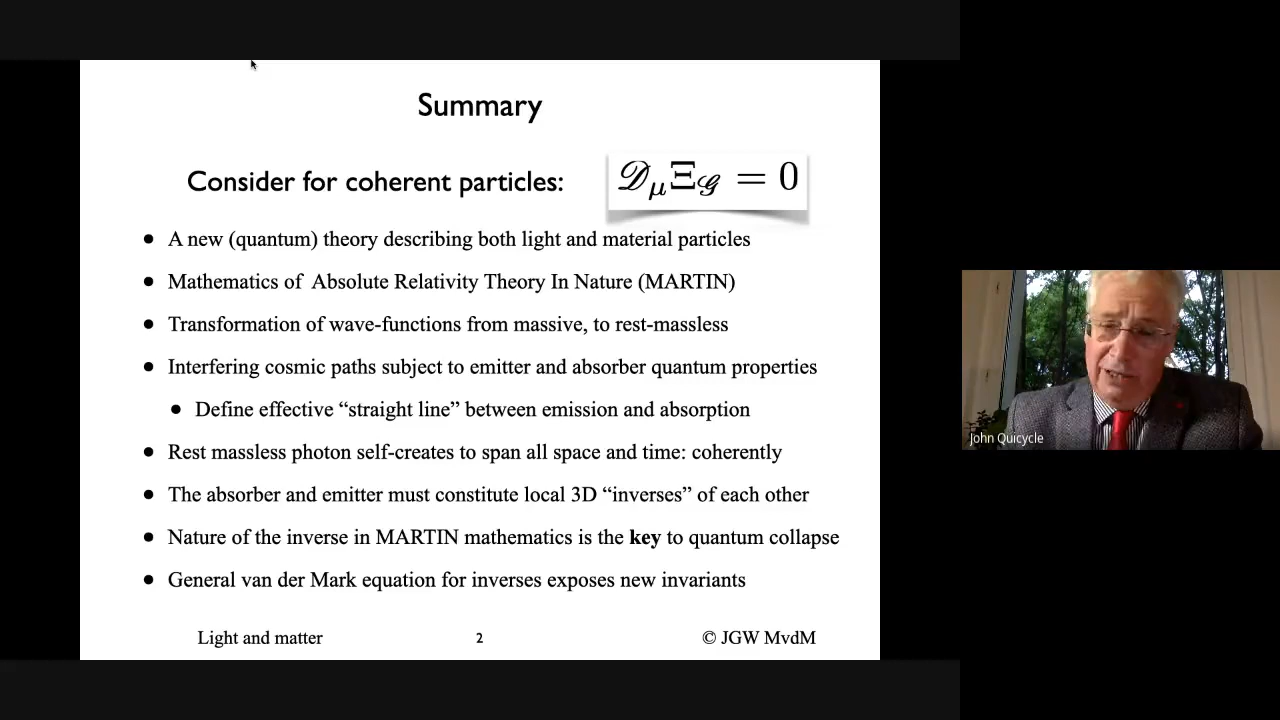 Summary
Consider for coherent particles:
𝒟μΞ𝒢 = 0
• A new (quantum) theory describing both light and material particles
• Mathematics of Absolute Relativity Theory In Nature (MARTIN)
• Transformation of wave-functions from massive, to rest-massless
• Interfering cosmic paths subject to emitter and absorber quantum properties
• Define effective “straight line” between emission and absorption
• Rest massless photon self-creates to span all space and time: coherently
• The absorber and emitter must constitute local 3D “inverses” of each other
• Nature of the inverse in MARTIN mathematics is the key to quantum collapse
• General van der Mark equation for inverses exposes new invariants
Light and matter
2
© JGW MvdM
John Quicycle